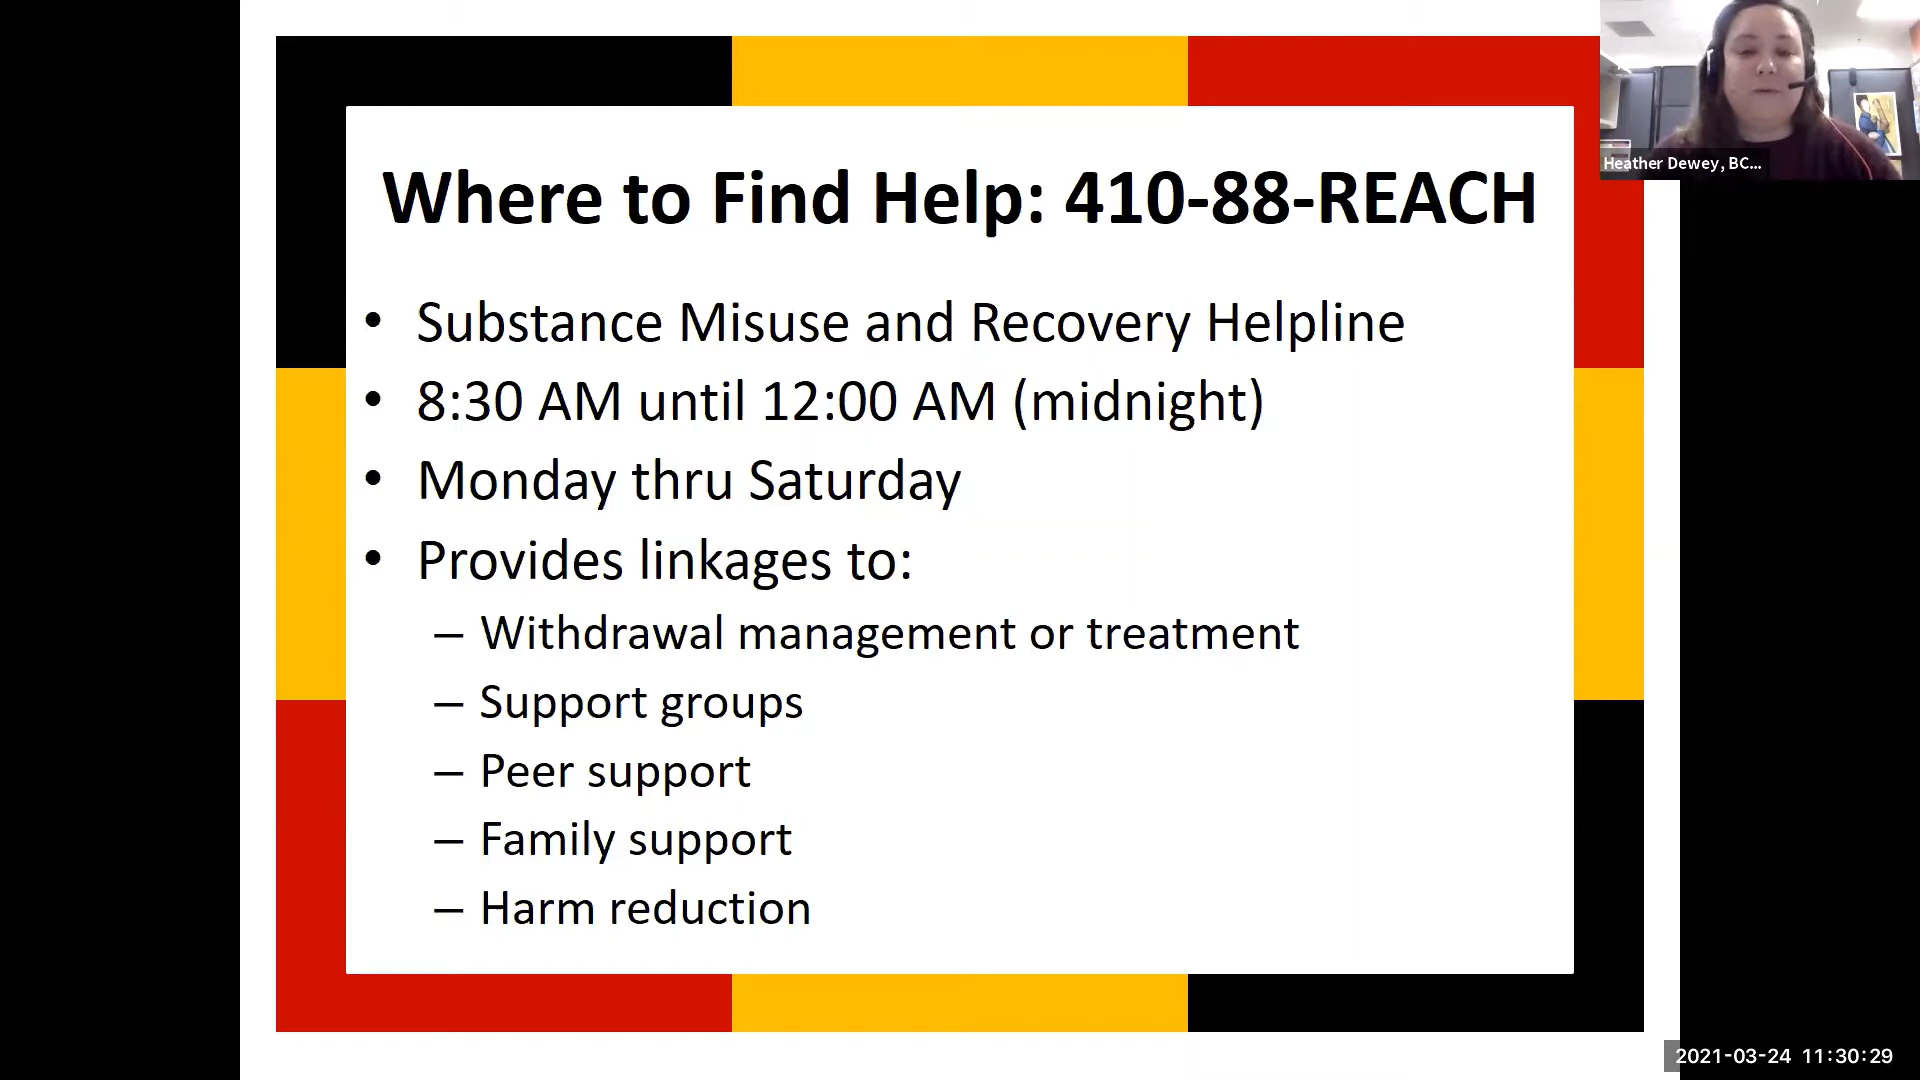 Where to Find Help: 410-88-REACH
• Substance Misuse and Recovery Helpline
• 8:30 AM until 12:00 AM (midnight)
• Monday thru Saturday
• Provides linkages to:
– Withdrawal management or treatment
– Support groups
– Peer support
– Family support
– Harm reduction
Heather Dewey, BC...
2021-03-24 11:30:29